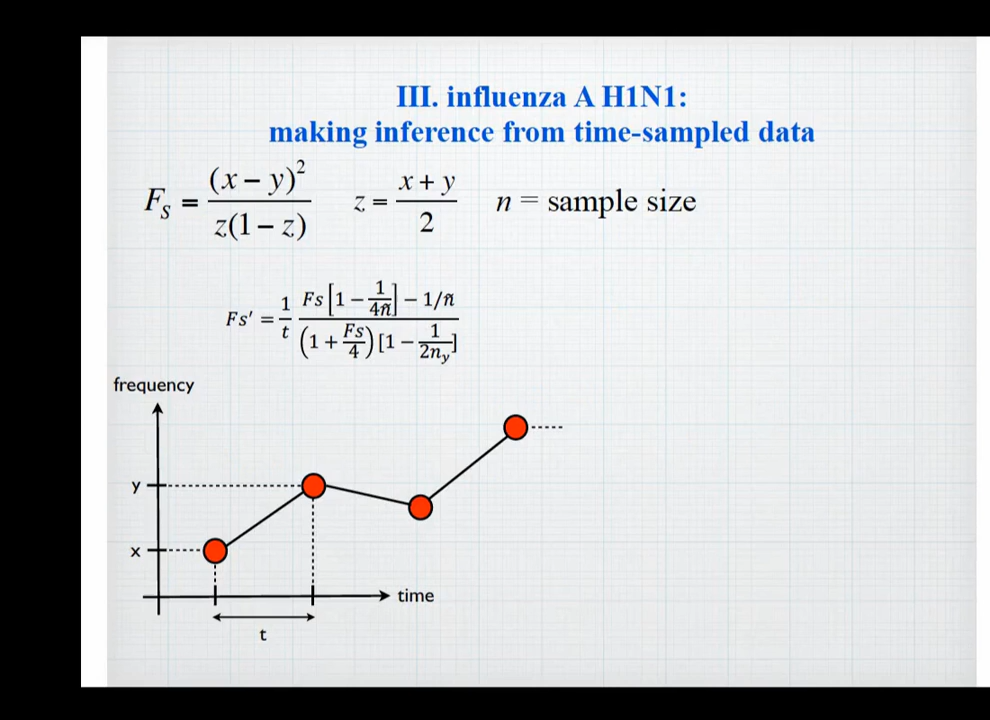 III. influenza A H1N1:
making inference from time-sampled data
F_S = (x − y)² / z(1 − z)    z = (x + y) / 2    n = sample size
Fs' = (1/t) (Fs[1 − 1/(4ñ)] − 1/ñ) / ((1 + Fs/4)[1 − 1/(2n_y)])
frequency
y
x
time
t